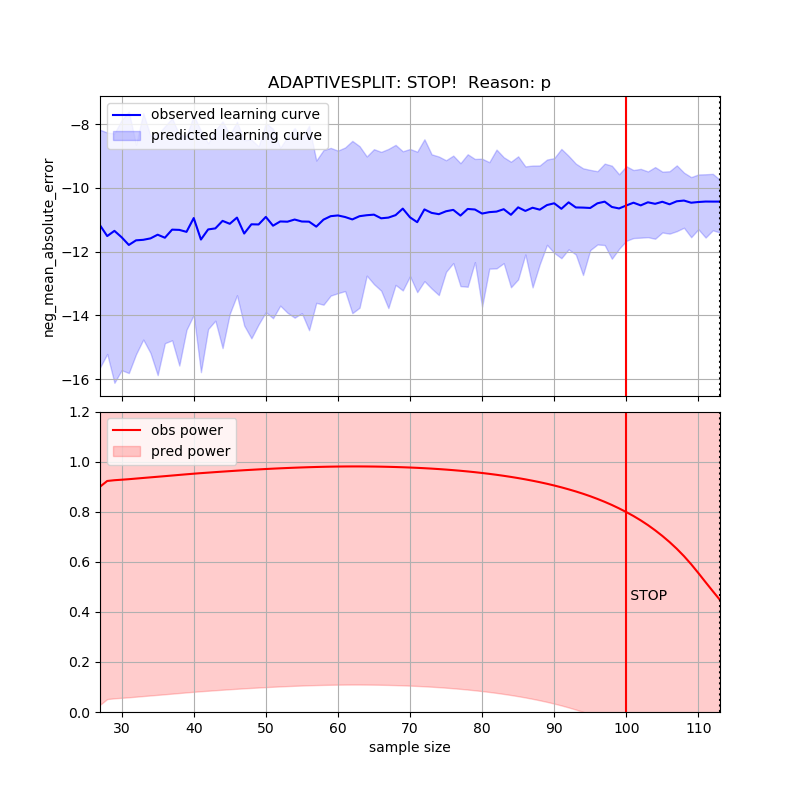 ADAPTIVESPLIT: STOP!  Reason: p
observed learning curve
predicted learning curve
neg_mean_absolute_error
−8
−10
−12
−14
−16
obs power
pred power
1.2
1.0
0.8
0.6
0.4
0.2
0.0
STOP
30 40 50 60 70 80 90 100 110
sample size